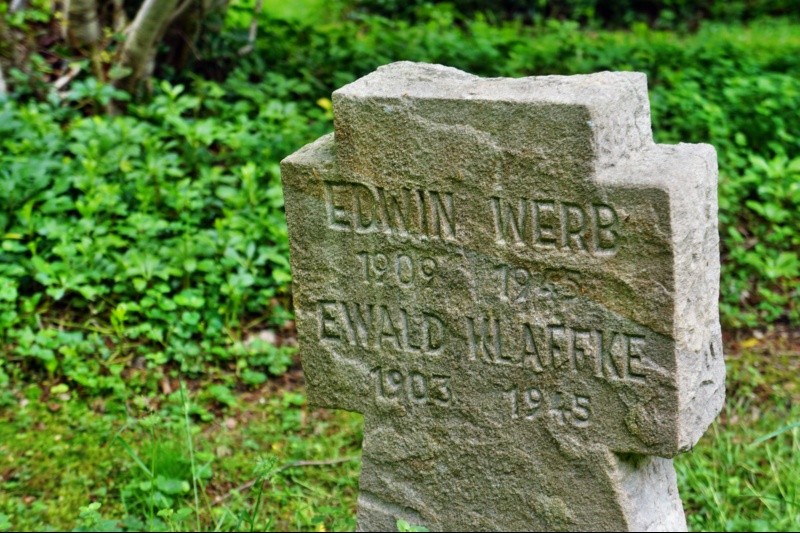 EDWIN WERB
1909 1945
EWALD KLAFFKE
1903 1945